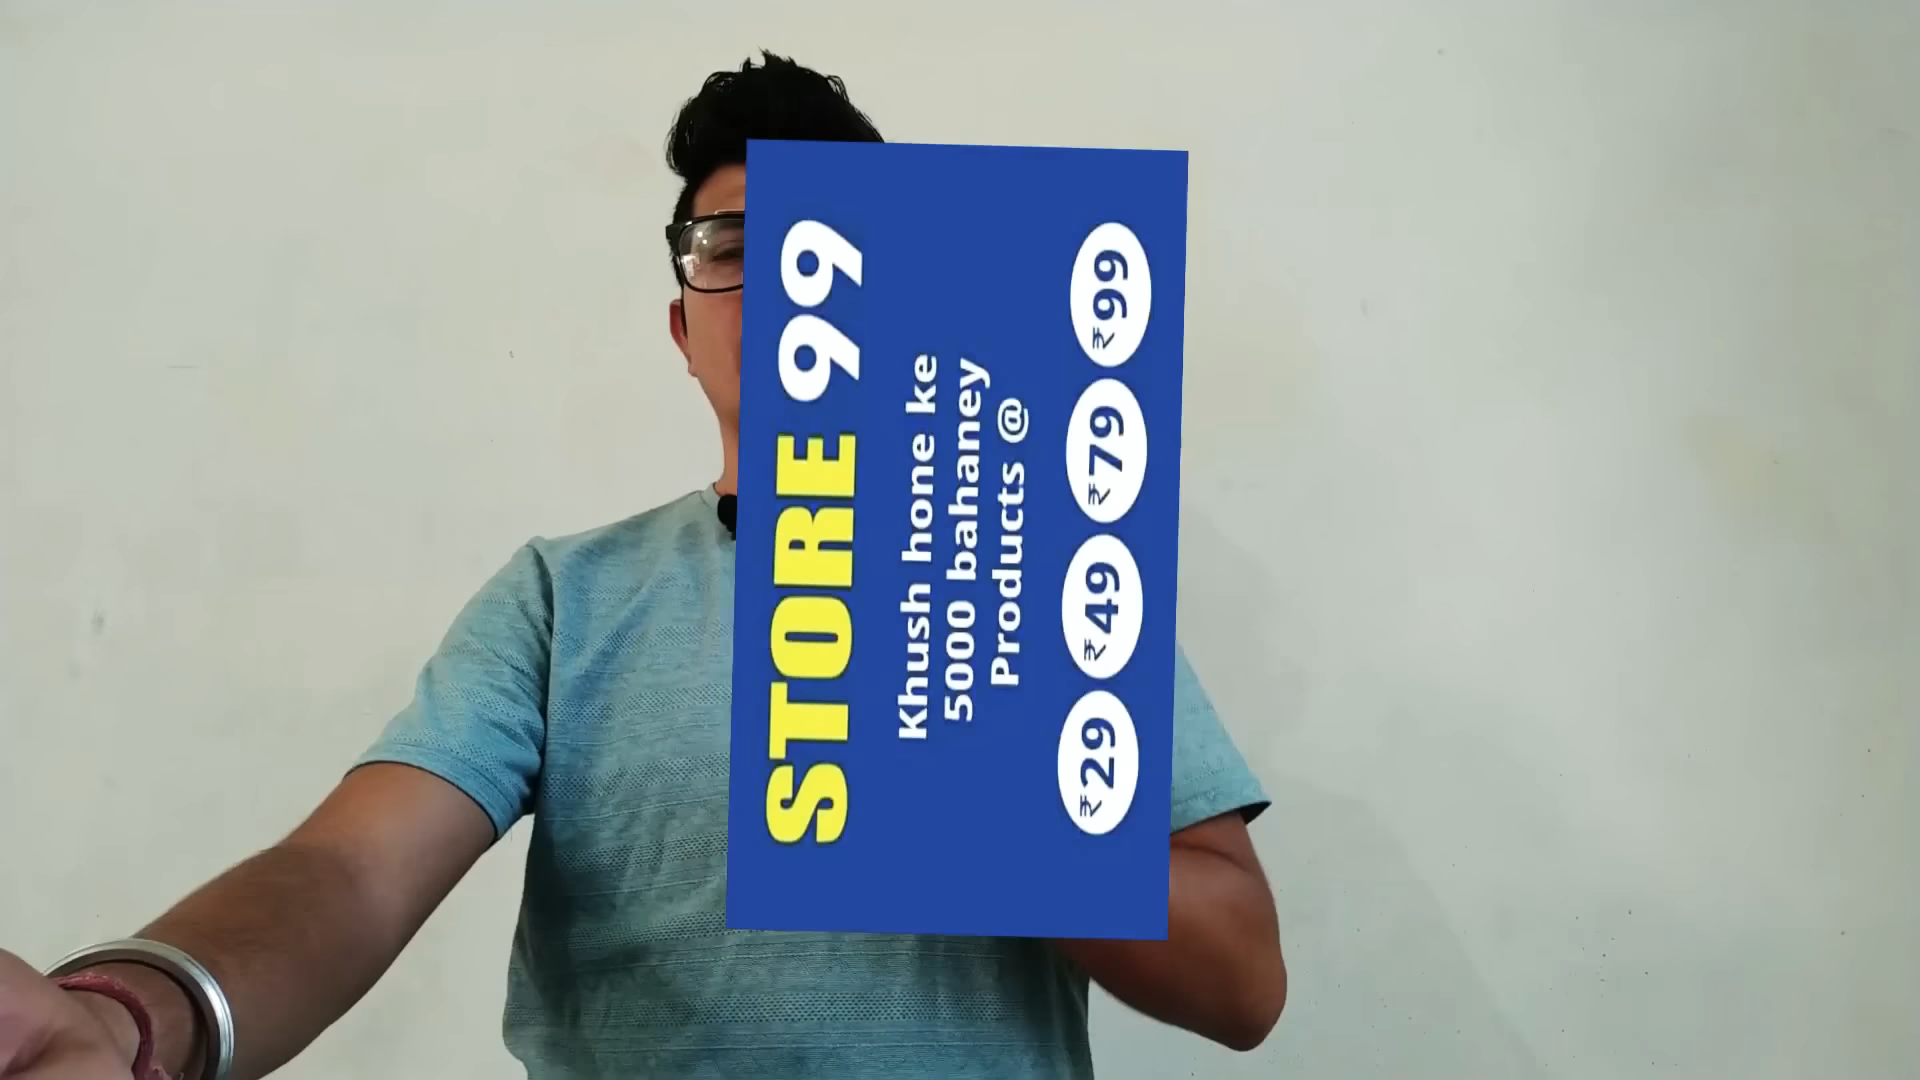 STORE 99
Khush hone ke
5000 bahaney
Products @
₹29 ₹49 ₹79 ₹99